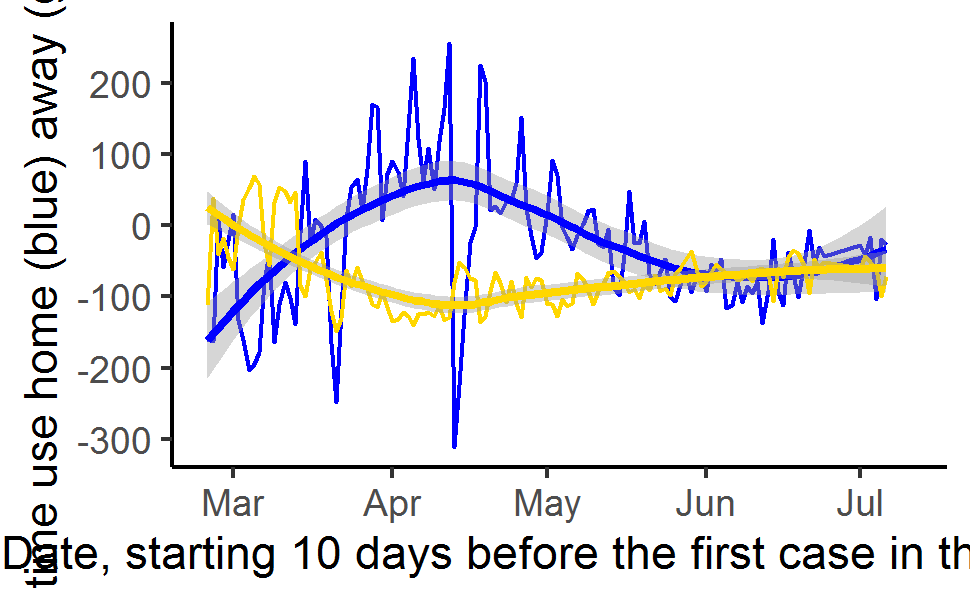 time use home (blue) away (
200
100
0
-100
-200
-300
Mar Apr May Jun Jul
Date, starting 10 days before the first case in th